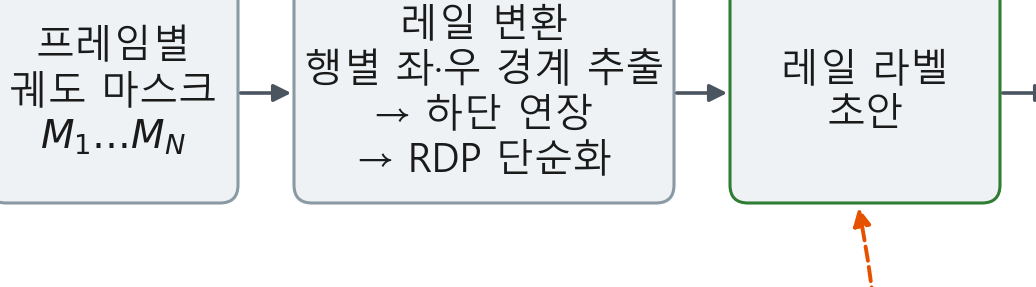 프레임별
궤도 마스크
M₁...M_N
레일 변환
행별 좌·우 경계 추출
→ 하단 연장
→ RDP 단순화
레일 라벨
초안